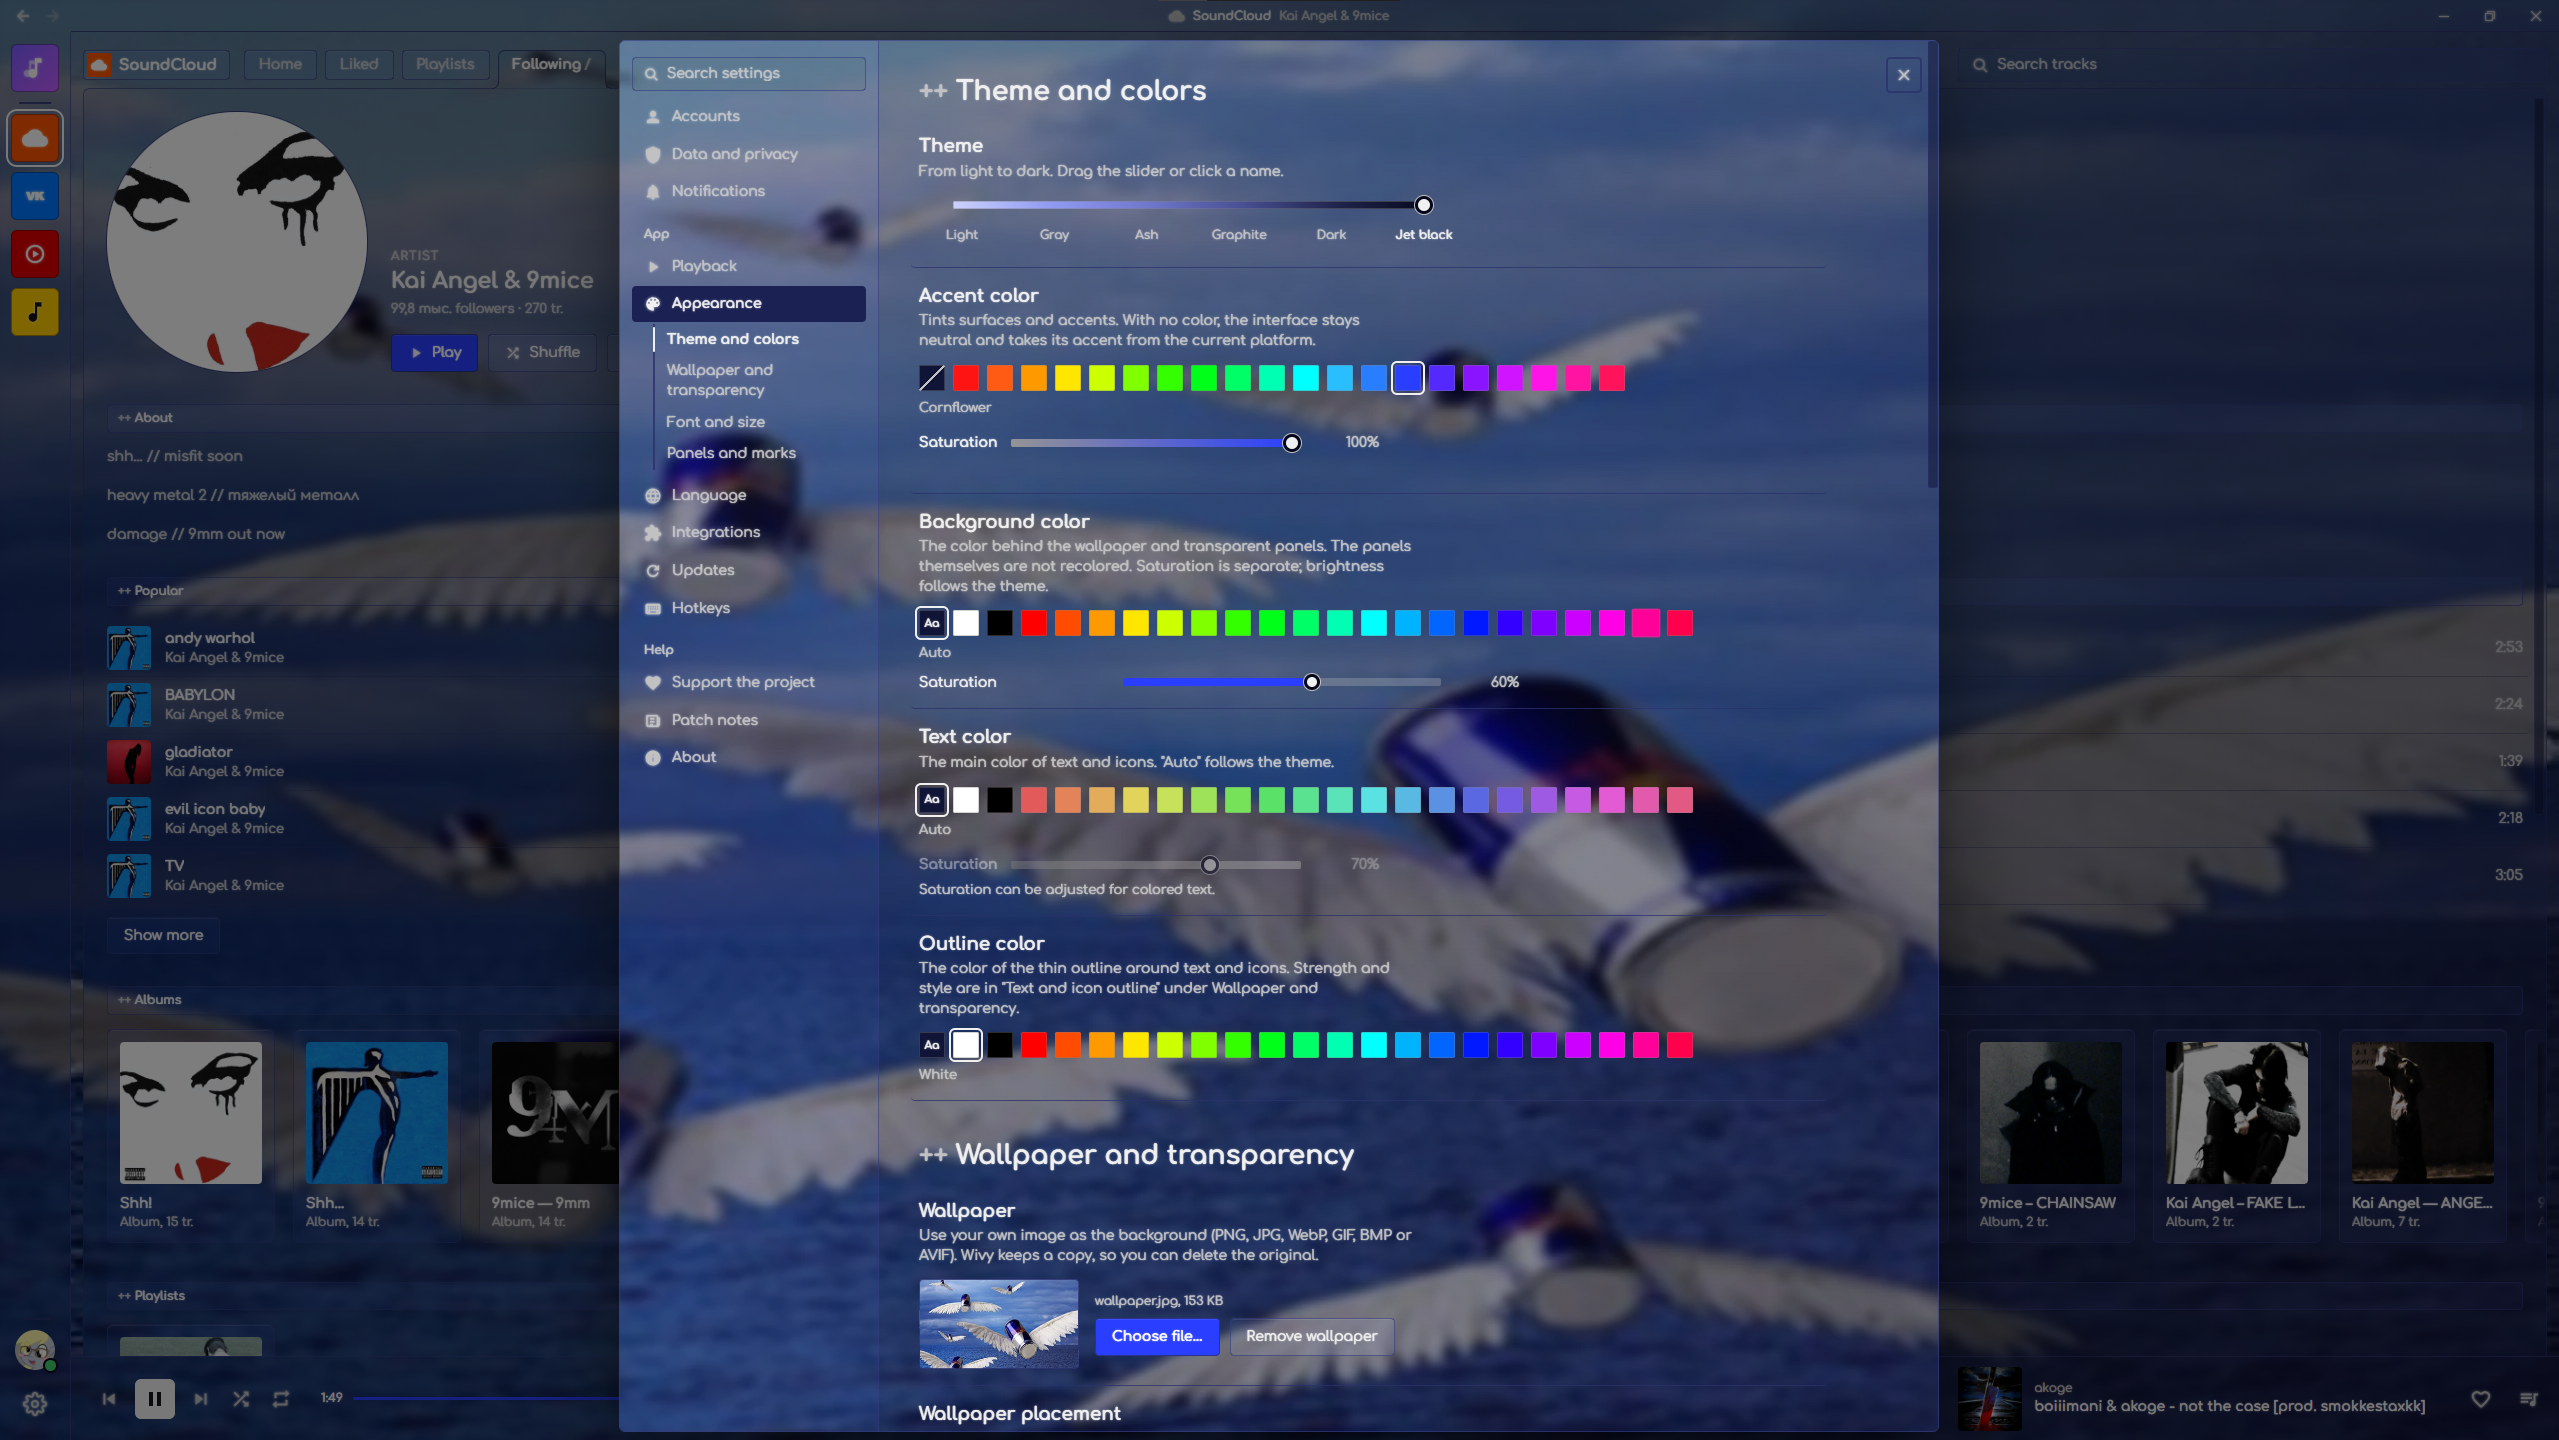 SoundCloud Kai Angel & 9mice
SoundCloud
Home
Liked
Playlists
Following /
Search tracks
VK
ARTIST
Kai Angel & 9mice
99,8 тыс. followers · 270 tr.
Play
Shuffle
++ About
shh... // misfit soon
heavy metal 2 // тяжелый металл
damage // 9mm out now
++ Popular
andy warhol
Kai Angel & 9mice
2:53
BABYLON
Kai Angel & 9mice
2:24
gladiator
Kai Angel & 9mice
1:39
evil icon baby
Kai Angel & 9mice
2:18
TV
Kai Angel & 9mice
3:05
Show more
++ Albums
Shh!
Album, 15 tr.
Shh...
Album, 14 tr.
9mice — 9mm
Album, 14 tr.
9mice – CHAINSAW
Album, 2 tr.
Kai Angel – FAKE L...
Album, 2 tr.
Kai Angel — ANGE...
Album, 7 tr.
++ Playlists
1:49
akoge
boiiimani & akoge - not the case [prod. smokkestaxkk]
Search settings
Accounts
Data and privacy
Notifications
App
Playback
Appearance
Theme and colors
Wallpaper and
transparency
Font and size
Panels and marks
Language
Integrations
Updates
Hotkeys
Help
Support the project
Patch notes
About
++ Theme and colors
Theme
From light to dark. Drag the slider or click a name.
Light
Gray
Ash
Graphite
Dark
Jet black
Accent color
Tints surfaces and accents. With no color, the interface stays
neutral and takes its accent from the current platform.
Cornflower
Saturation
100%
Background color
The color behind the wallpaper and transparent panels. The panels
themselves are not recolored. Saturation is separate; brightness
follows the theme.
Aa
Auto
Saturation
60%
Text color
The main color of text and icons. "Auto" follows the theme.
Aa
Auto
Saturation
70%
Saturation can be adjusted for colored text.
Outline color
The color of the thin outline around text and icons. Strength and
style are in "Text and icon outline" under Wallpaper and
transparency.
Aa
White
++ Wallpaper and transparency
Wallpaper
Use your own image as the background (PNG, JPG, WebP, GIF, BMP or
AVIF). Wivy keeps a copy, so you can delete the original.
wallpaper.jpg, 153 KB
Choose file...
Remove wallpaper
Wallpaper placement